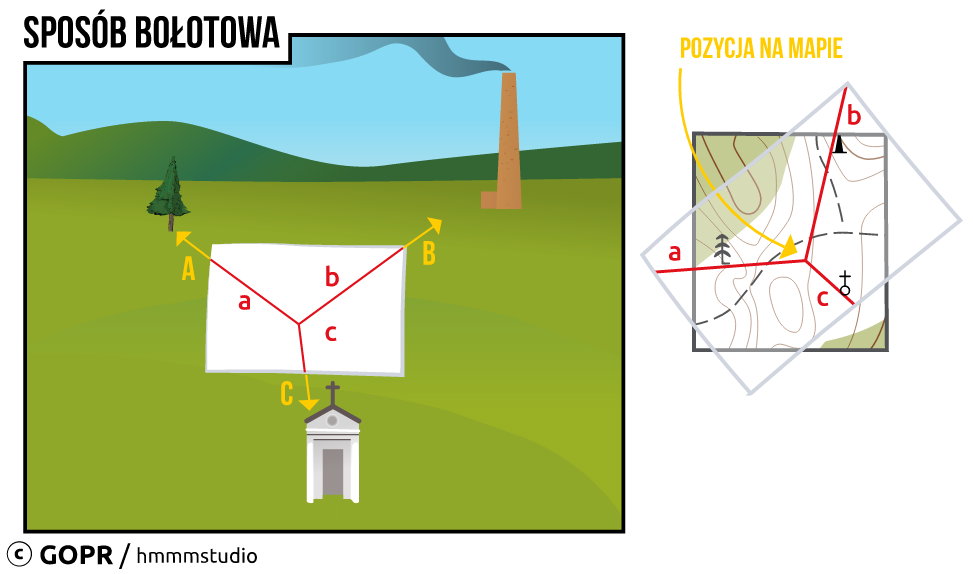 SPOSÓB BOŁOTOWA
POZYCJA NA MAPIE
A
B
a
b
c
C
b
a
c
© GOPR / hmmmstudio